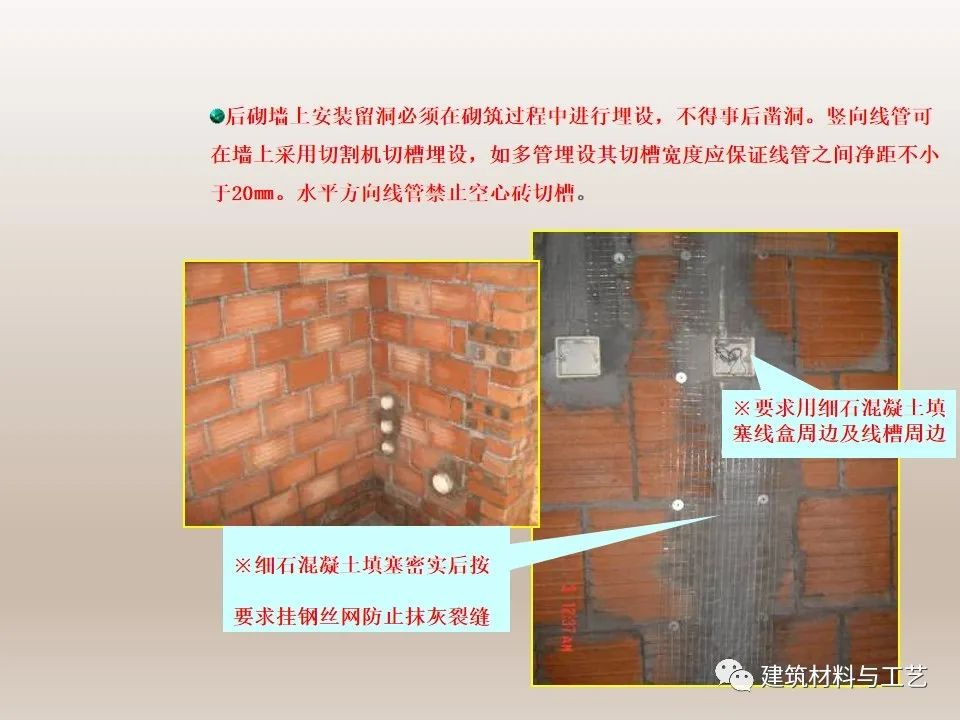 后砌墙上安装留洞必须在砌筑过程中进行埋设，不得事后凿洞。竖向线管可
在墙上采用切割机切槽埋设，如多管埋设其切槽宽度应保证线管之间净距不小
于20mm。水平方向线管禁止空心砖切槽。
※要求用细石混凝土填
塞线盒周边及线槽周边
※细石混凝土填塞密实后按
要求挂钢丝网防止抹灰裂缝
12:37AM
建筑材料与工艺